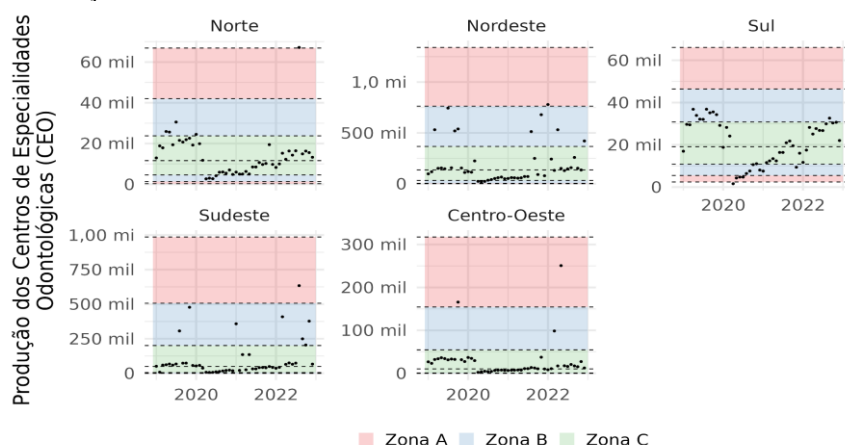 Produção dos Centros de Especialidades
Odontológicas (CEO)
Norte
60 mil
40 mil
20 mil
0
Nordeste
1,0 mi
500 mil
0
Sul
60 mil
40 mil
20 mil
0
2020 2022
Sudeste
1,00 mi
750 mil
500 mil
250 mil
0
2020 2022
Centro-Oeste
300 mil
200 mil
100 mil
0
2020 2022
Zona A Zona B Zona C